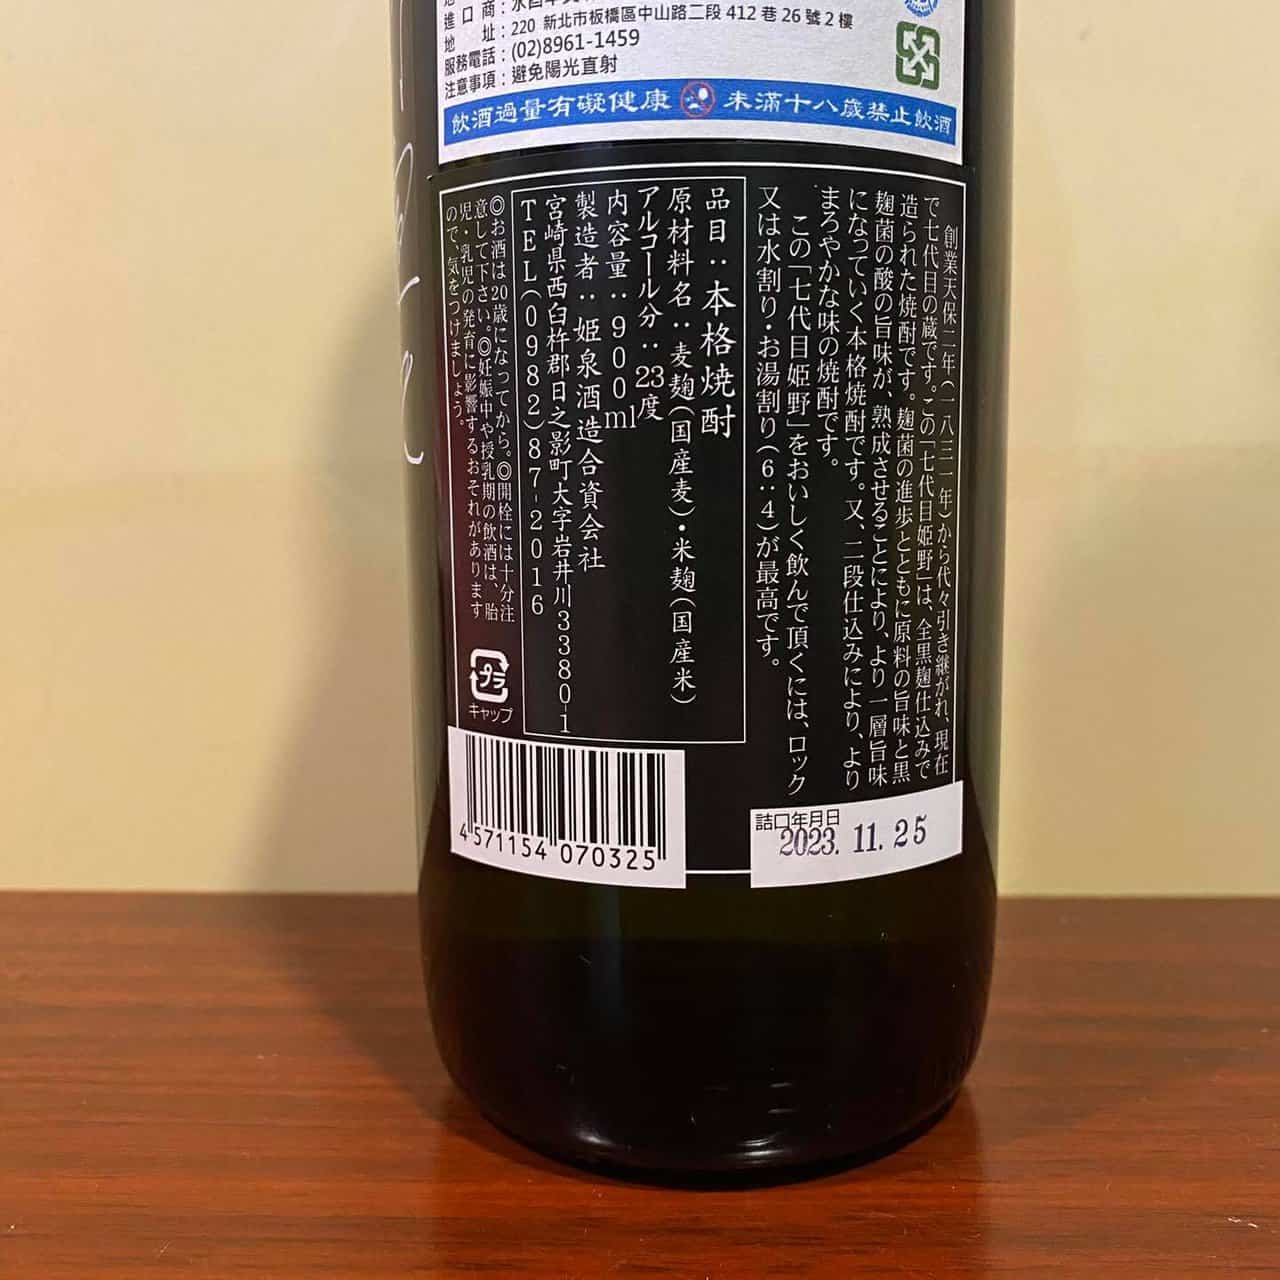 進口商：水
地址：220 新北市板橋區中山路二段412巷26號2樓
服務電話：(02)8961-1459
注意事項：避免陽光直射
飲酒過量有礙健康 未滿十八歲禁止飲酒
創業天保二年(一八三一年)から代々引き継がれ、現在
で七代目の蔵です。この「七代目姫野」は、全黒麹仕込みで
造られた焼酎です。麹菌の進歩とともに原料の旨味と黒
麹菌の酸の旨味が、熟成させることにより、より一層旨味
になっていく本格焼酎です。又、二段仕込みにより、より
まろやかな味の焼酎です。
この「七代目姫野」をおいしく飲んで頂くには、ロック
又は水割り・お湯割り(6:4)が最高です。
品目：本格焼酎
原材料名：麦麹(国産麦)・米麹(国産米)
アルコール分：23度
内容量：900ml
製造者：姫泉酒造合資会社
宮崎県西臼杵郡日之影町大字岩井川3380-1
TEL(0982)87-2016
◎お酒は20歳になってから。◎開栓には十分注
意して下さい。◎妊娠中や授乳期の飲酒は、胎
児・乳児の発育に影響するおそれがあります
ので、気をつけましょう。
プラ
キャップ
4 571154 070325
詰口年月日
2023. 11. 25